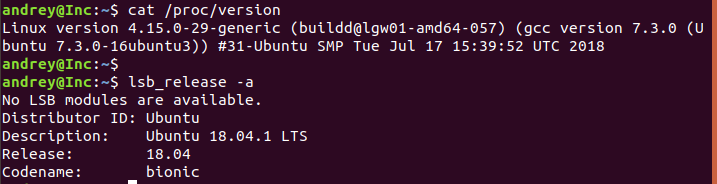 andrey@Inc:~$ cat /proc/version
Linux version 4.15.0-29-generic (buildd@lgw01-amd64-057) (gcc version 7.3.0 (U
buntu 7.3.0-16ubuntu3)) #31-Ubuntu SMP Tue Jul 17 15:39:52 UTC 2018
andrey@Inc:~$
andrey@Inc:~$ lsb_release -a
No LSB modules are available.
Distributor ID: Ubuntu
Description:    Ubuntu 18.04.1 LTS
Release:        18.04
Codename:       bionic